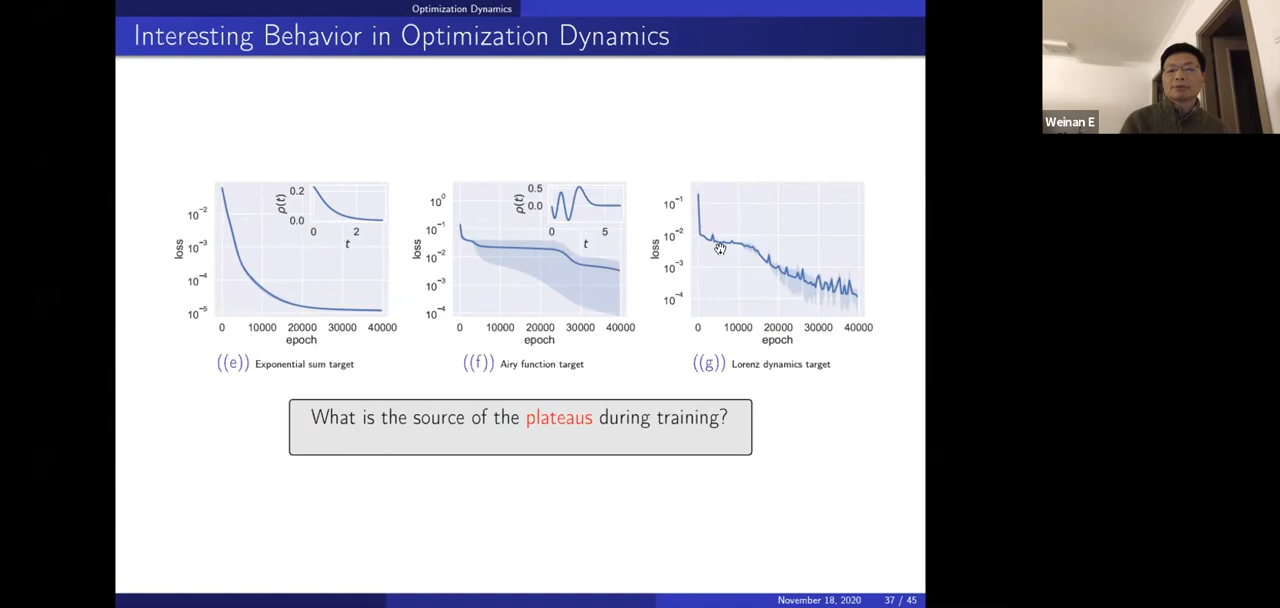 Optimization Dynamics
Interesting Behavior in Optimization Dynamics
Weinan E
10⁻²
10⁻³
10⁻⁴
10⁻⁵
loss
0.2
0.0
ρ(t)
0 2
t
0 10000 20000 30000 40000
epoch
((e)) Exponential sum target
10⁰
10⁻¹
10⁻²
10⁻³
10⁻⁴
loss
0.5
0.0
ρ(t)
0 5
t
0 10000 20000 30000 40000
epoch
((f)) Airy function target
10⁻¹
10⁻²
10⁻³
10⁻⁴
loss
0 10000 20000 30000 40000
epoch
((g)) Lorenz dynamics target
What is the source of the plateaus during training?
November 18, 2020 37 / 45